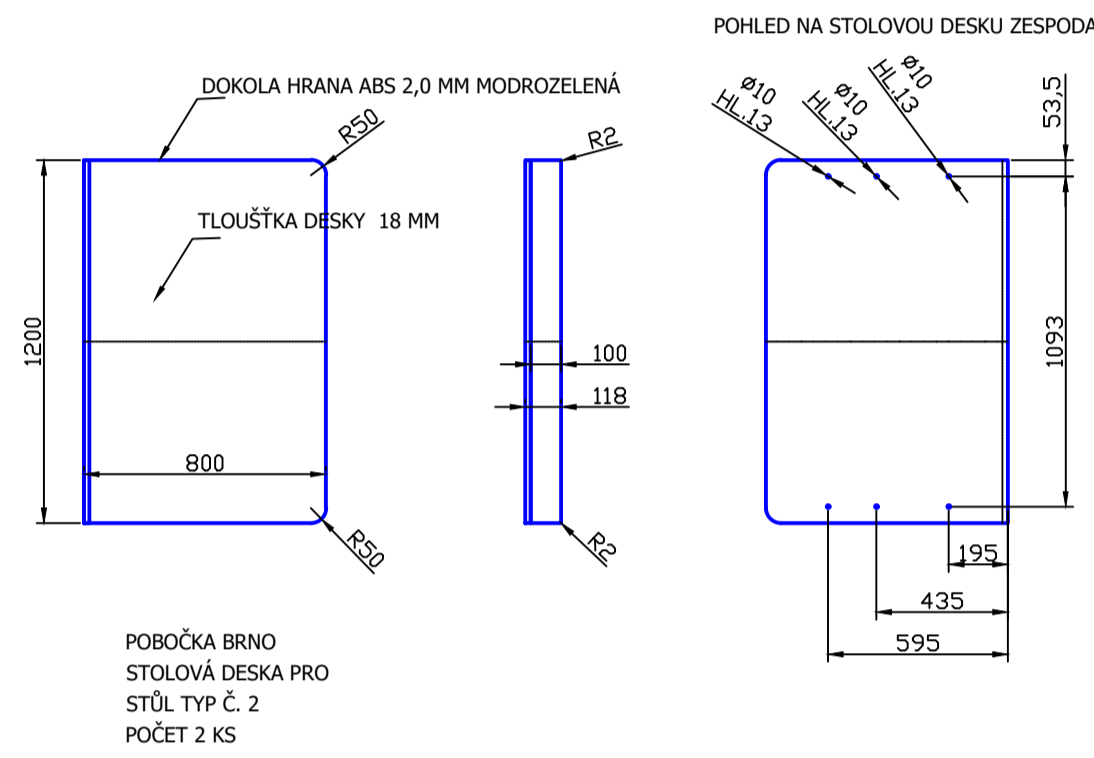 POHLED NA STOLOVOU DESKU ZESPODA
DOKOLA HRANA ABS 2,0 MM MODROZELENÁ
R50
TLOUŠŤKA DESKY 18 MM
1200
800
R50
R2
100
118
R2
Ø10
HL.13
Ø10
HL.13
Ø10
HL.13
53,5
1093
195
435
595
POBOČKA BRNO
STOLOVÁ DESKA PRO
STŮL TYP Č. 2
POČET 2 KS